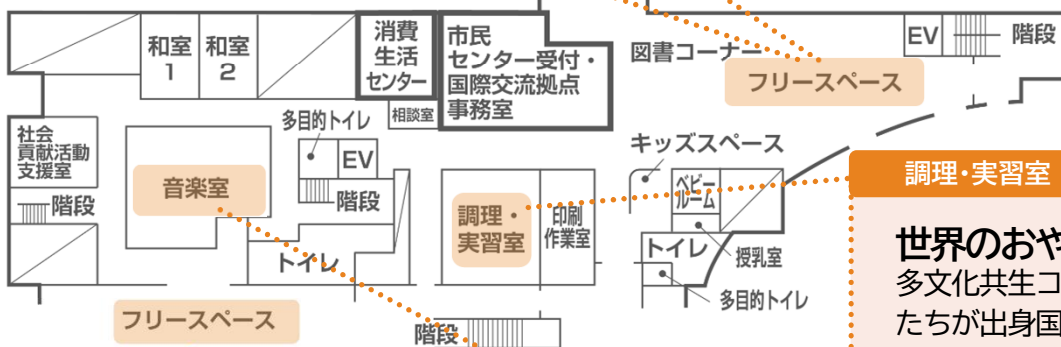 和室
1
和室
2
消費
生活
センター
市民
センター受付・
国際交流拠点
事務室
相談室
図書コーナー
EV
階段
フリースペース
社会
貢献活動
支援室
階段
音楽室
多目的トイレ
EV
階段
トイレ
調理・
実習室
印刷
作業室
キッズスペース
ベビー
ルーム
授乳室
トイレ
多目的トイレ
フリースペース
階段
調理・実習室
世界のおや
多文化共生コ
たちが出身国